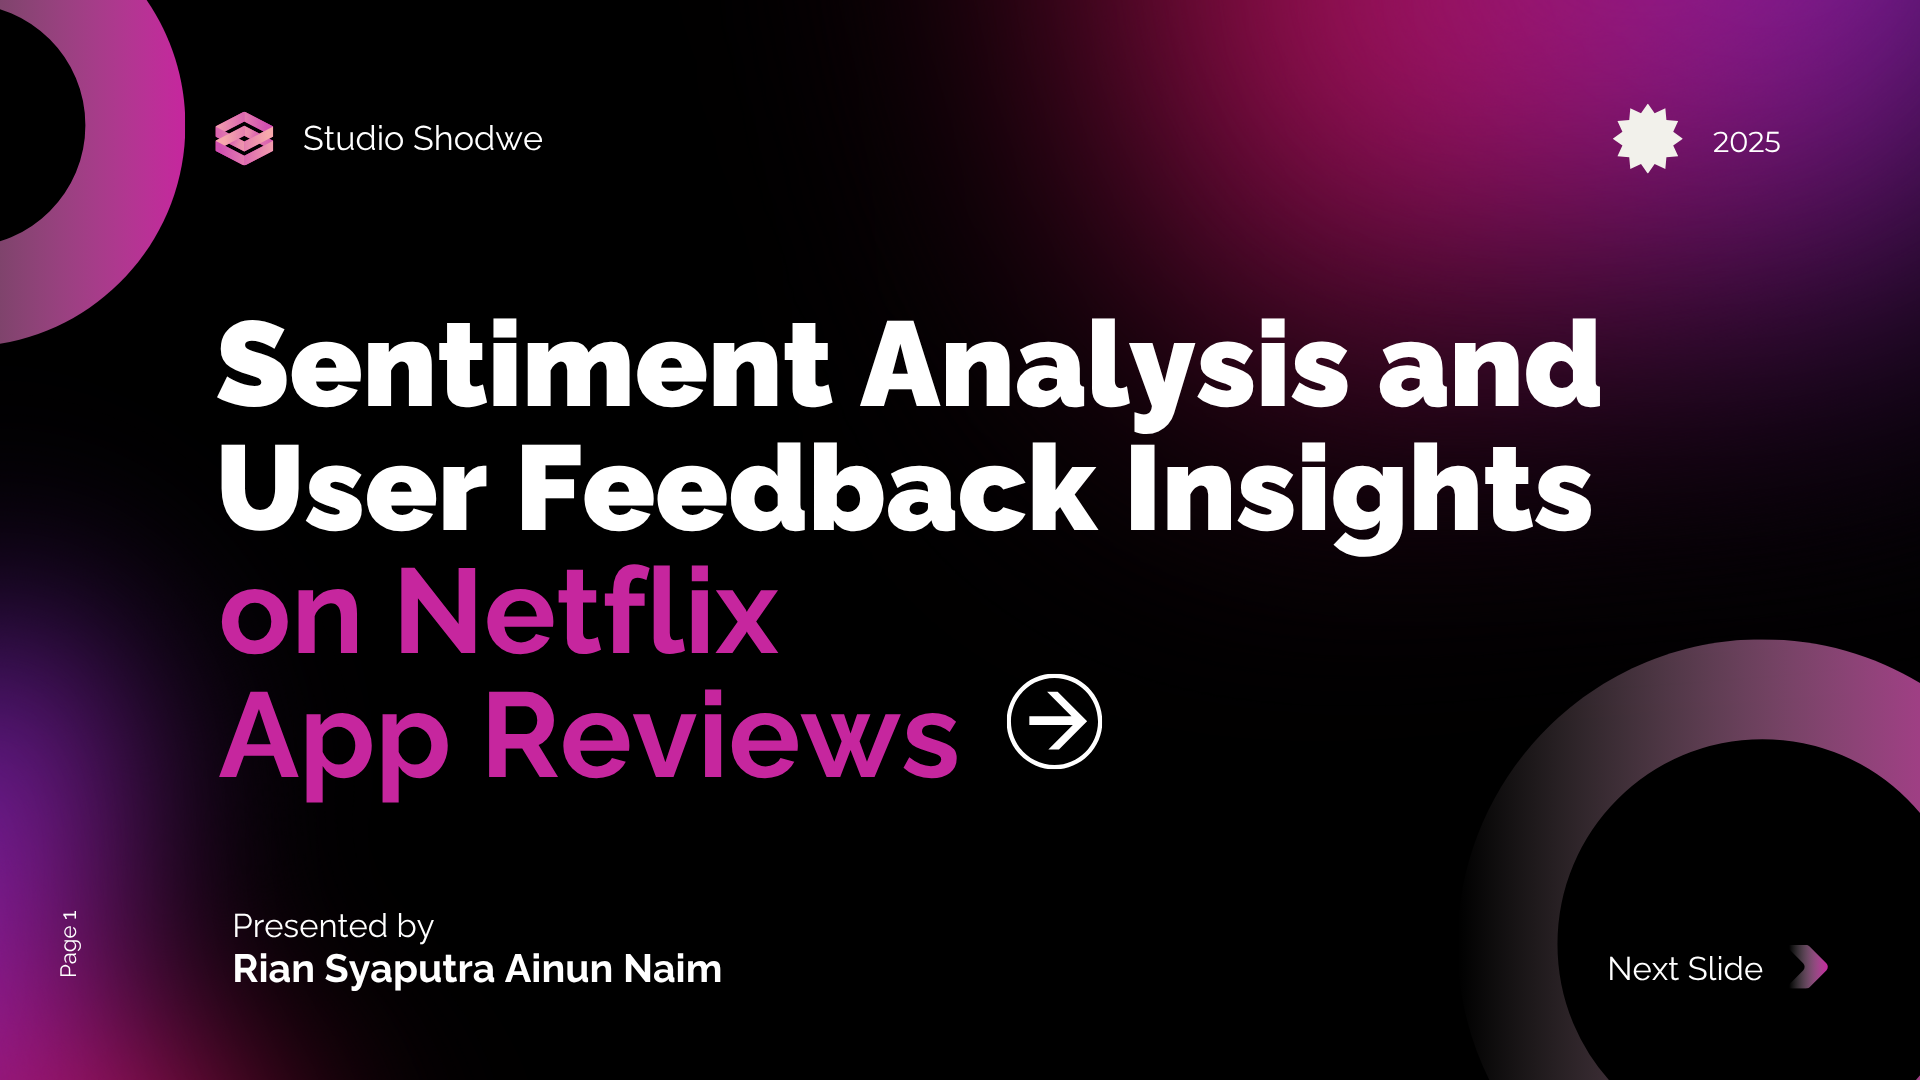 Studio Shodwe
2025
Sentiment Analysis and
User Feedback Insights
on Netflix
App Reviews
Presented by
Rian Syaputra Ainun Naim
Page 1
Next Slide